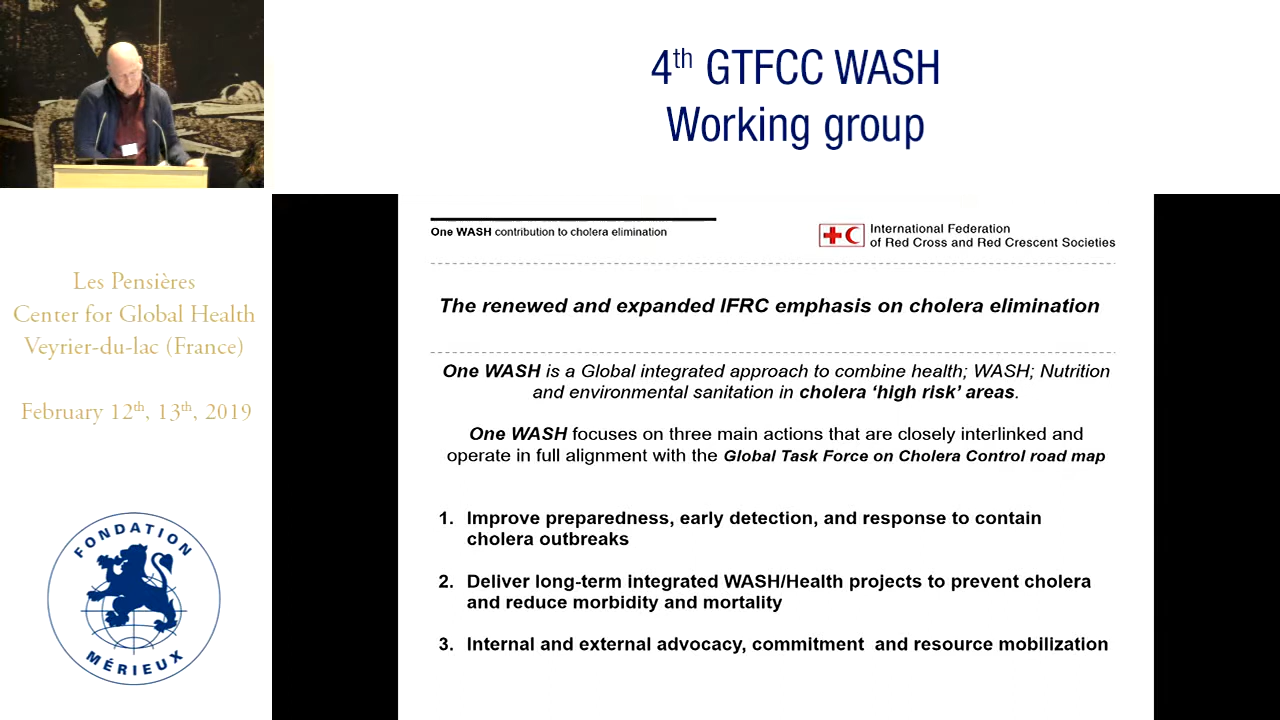 4th GTFCC WASH
Working group
Les Pensières
Center for Global Health
Veyrier-du-lac (France)
February 12th, 13th, 2019
FONDATION
MÉRIEUX
One WASH contribution to cholera elimination
International Federation
of Red Cross and Red Crescent Societies
The renewed and expanded IFRC emphasis on cholera elimination
One WASH is a Global integrated approach to combine health; WASH; Nutrition
and environmental sanitation in cholera ‘high risk’ areas.
One WASH focuses on three main actions that are closely interlinked and
operate in full alignment with the Global Task Force on Cholera Control road map
1. Improve preparedness, early detection, and response to contain
cholera outbreaks
2. Deliver long-term integrated WASH/Health projects to prevent cholera
and reduce morbidity and mortality
3. Internal and external advocacy, commitment and resource mobilization